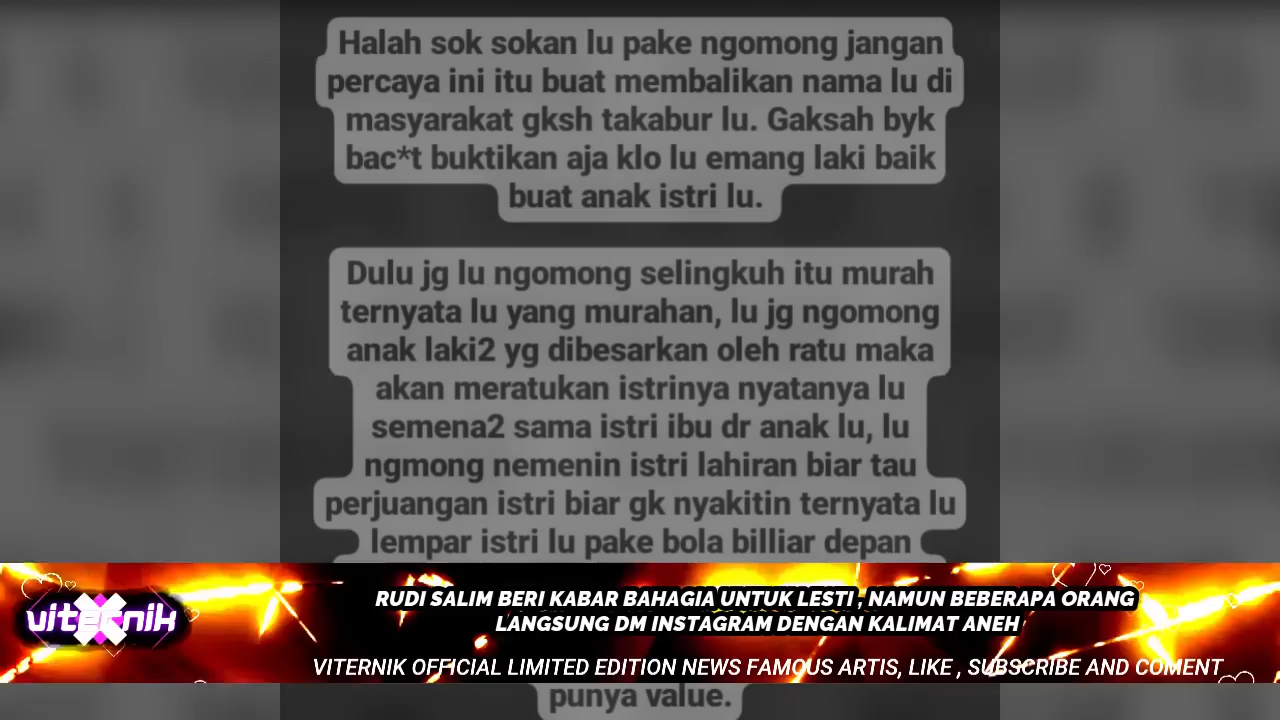 Halah sok sokan lu pake ngomong jangan
percaya ini itu buat membalikan nama lu di
masyarakat gksh takabur lu. Gaksah byk
bac*t buktikan aja klo lu emang laki baik
buat anak istri lu.
Dulu jg lu ngomong selingkuh itu murah
ternyata lu yang murahan, lu jg ngomong
anak laki2 yg dibesarkan oleh ratu maka
akan meratukan istrinya nyatanya lu
semena2 sama istri ibu dr anak lu, lu
ngmong nemenin istri lahiran biar tau
perjuangan istri biar gk nyakitin ternyata lu
lempar istri lu pake bola billiar depan
viternik
RUDI SALIM BERI KABAR BAHAGIA UNTUK LESTI , NAMUN BEBERAPA ORANG
LANGSUNG DM INSTAGRAM DENGAN KALIMAT ANEH
VITERNIK OFFICIAL LIMITED EDITION NEWS FAMOUS ARTIS, LIKE , SUBSCRIBE AND COMENT
punya value.